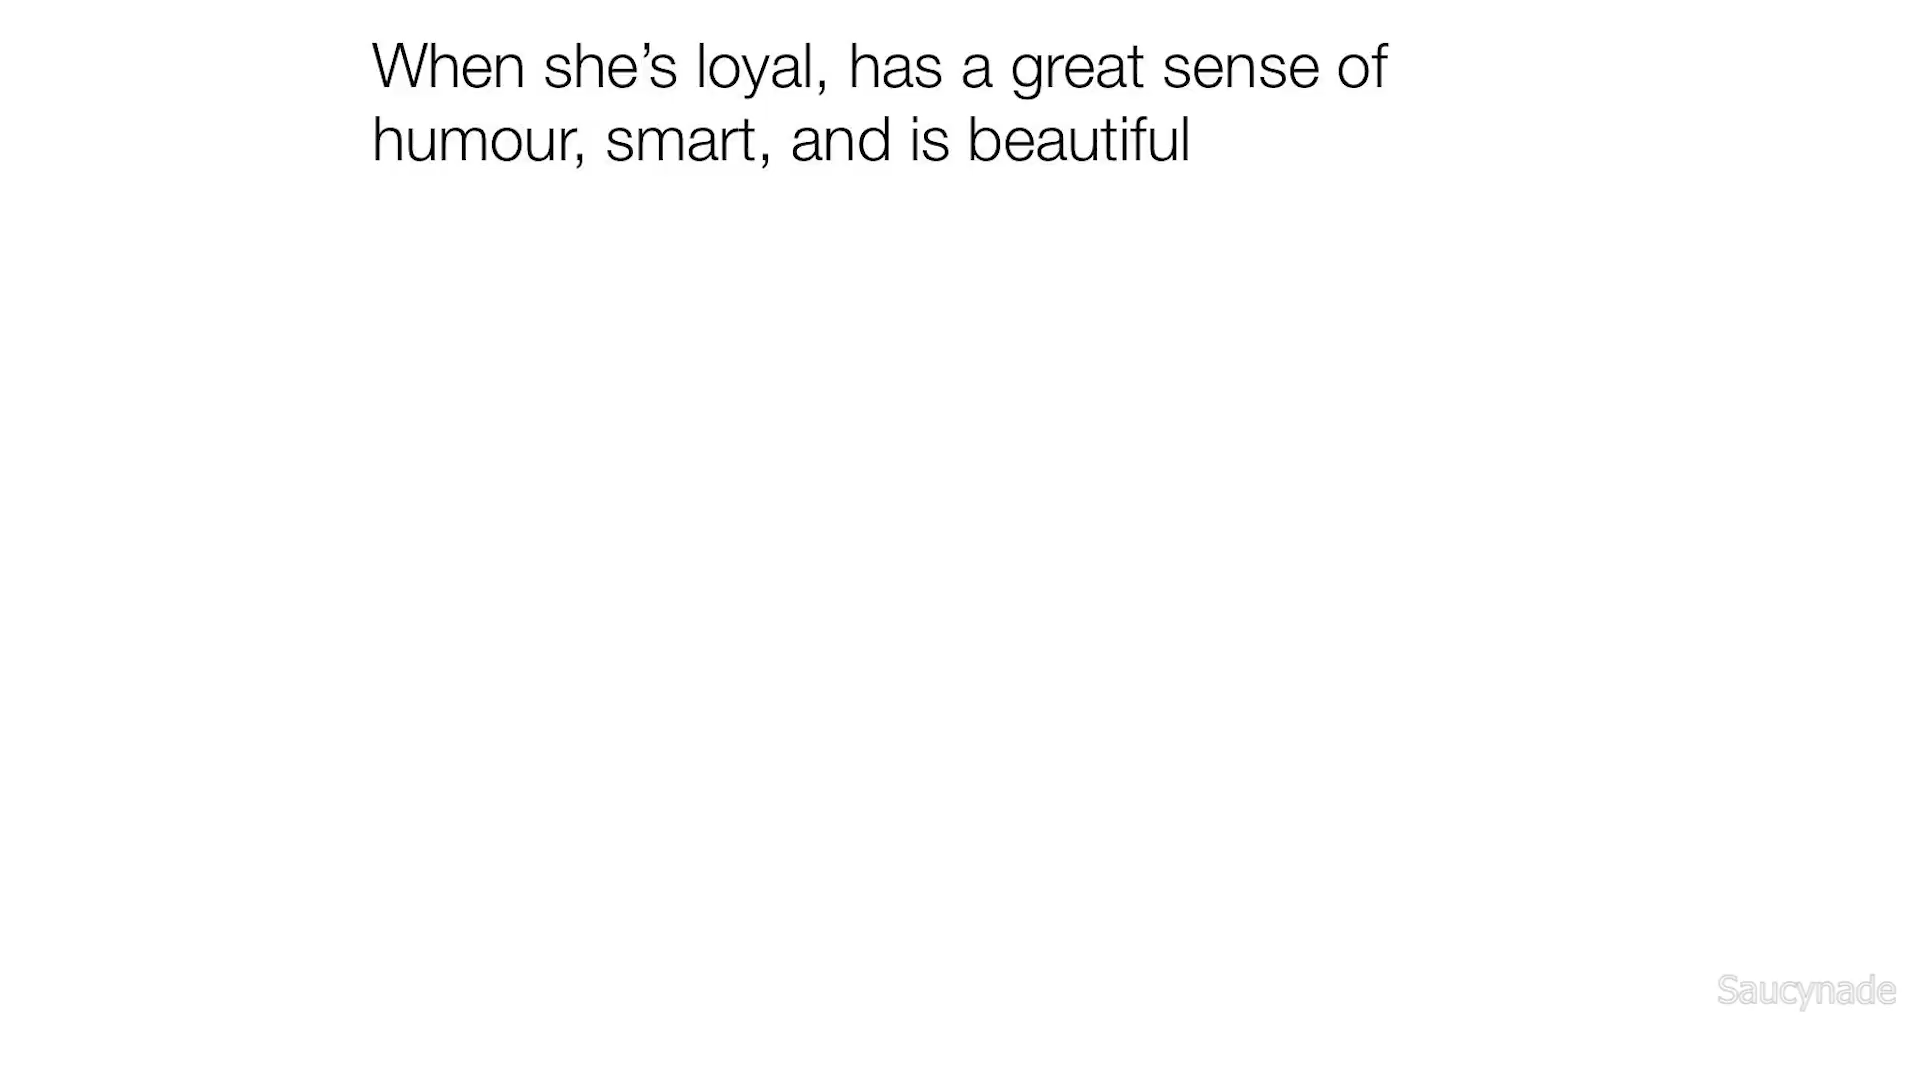 When she’s loyal, has a great sense of
humour, smart, and is beautiful
Saucynade